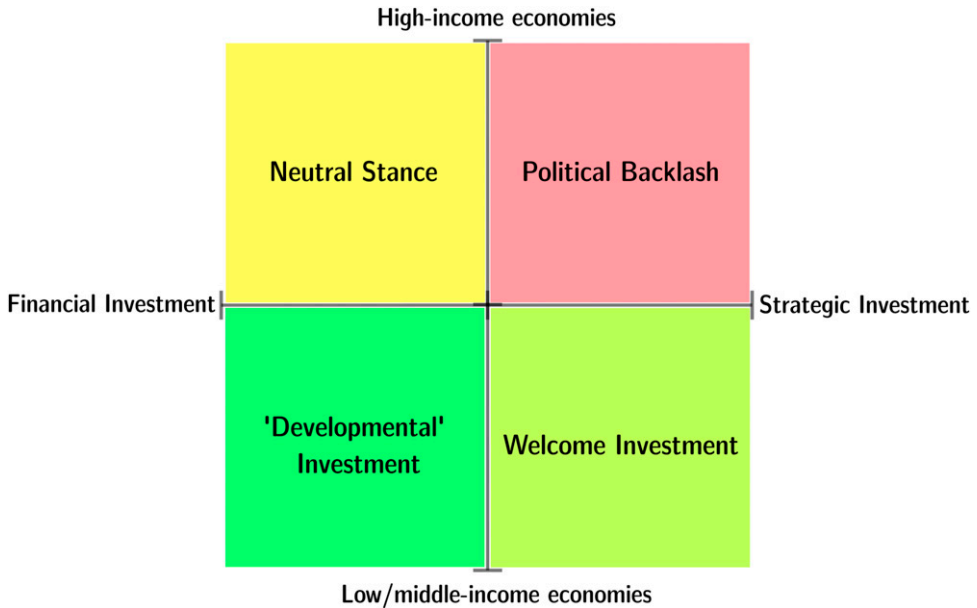 High-income economies
Neutral Stance
Political Backlash
Financial Investment
Strategic Investment
'Developmental'
Investment
Welcome Investment
Low/middle-income economies